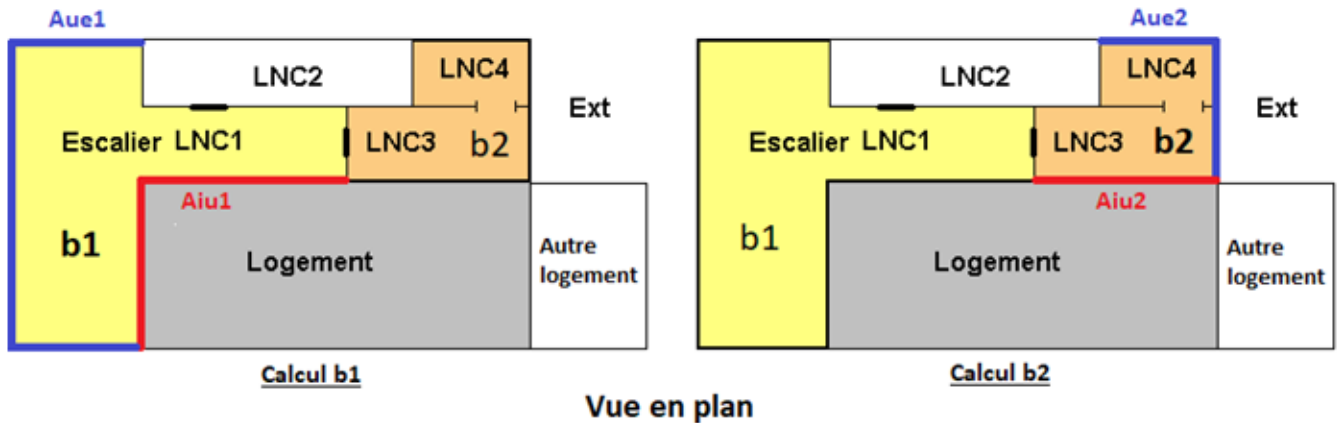 Aue1
LNC2
LNC4
Ext
Escalier LNC1
LNC3
b2
Aiu1
b1
Logement
Autre
logement
Calcul b1
Aue2
LNC2
LNC4
Ext
Escalier LNC1
LNC3
b2
Aiu2
b1
Logement
Autre
logement
Calcul b2
Vue en plan